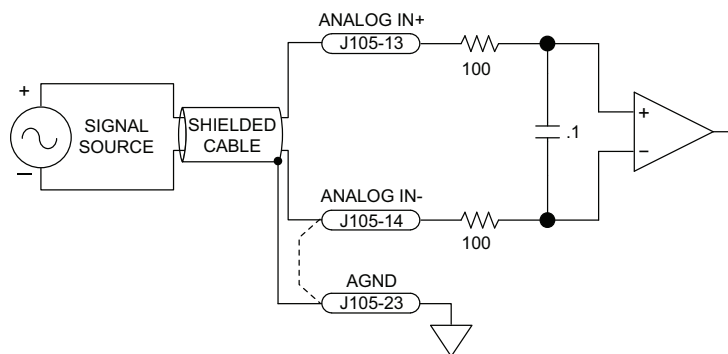 ANALOG IN+
J105-13
100
+
SIGNAL
SOURCE
−
SHIELDED
CABLE
.1
+
−
ANALOG IN-
J105-14
100
AGND
J105-23